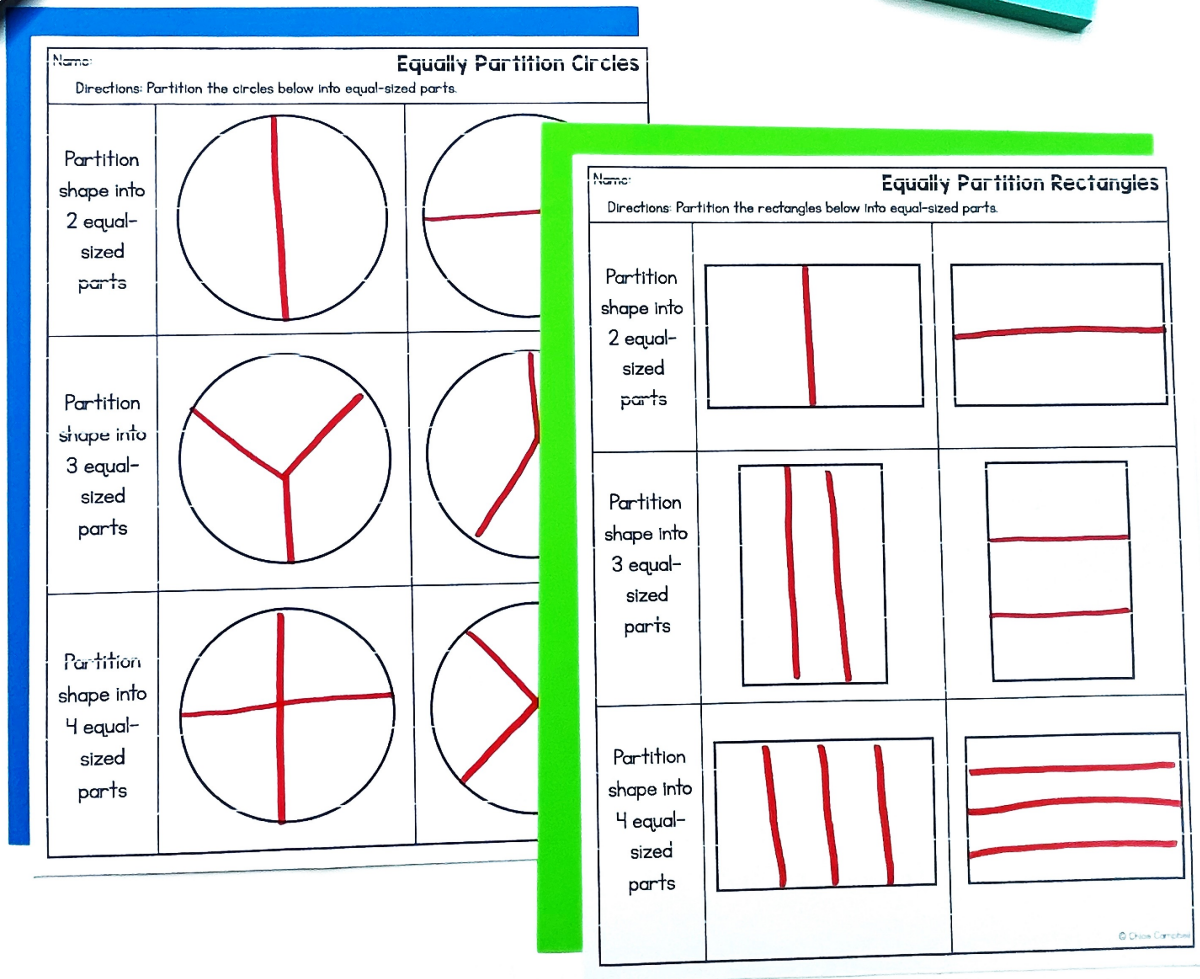 Name:
Equally Partition Circles
Directions: Partition the circles below into equal-sized parts.
Partition
shape into
2 equal-
sized
parts
Partition
shape into
3 equal-
sized
parts
Partition
shape into
4 equal-
sized
parts
Name:
Equally Partition Rectangles
Directions: Partition the rectangles below into equal-sized parts.
Partition
shape into
2 equal-
sized
parts
Partition
shape into
3 equal-
sized
parts
Partition
shape into
4 equal-
sized
parts
© Chloe Campbell